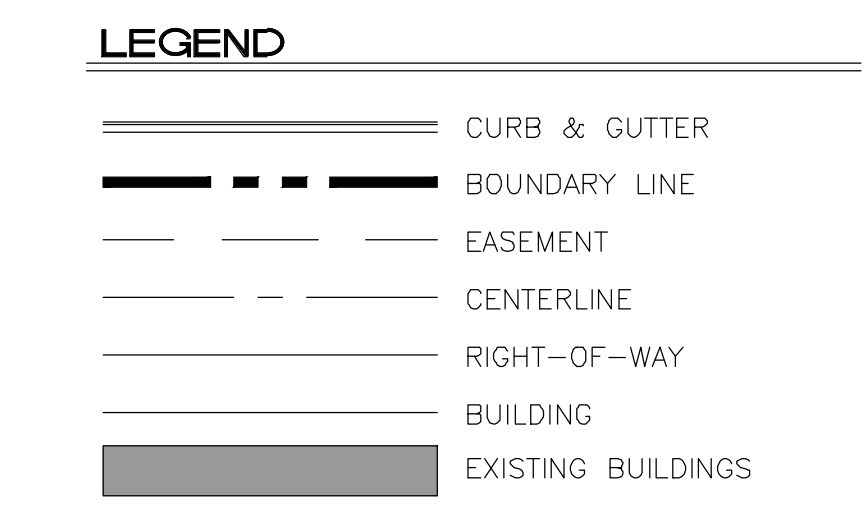 LEGEND
CURB & GUTTER
BOUNDARY LINE
EASEMENT
CENTERLINE
RIGHT-OF-WAY
BUILDING
EXISTING BUILDINGS